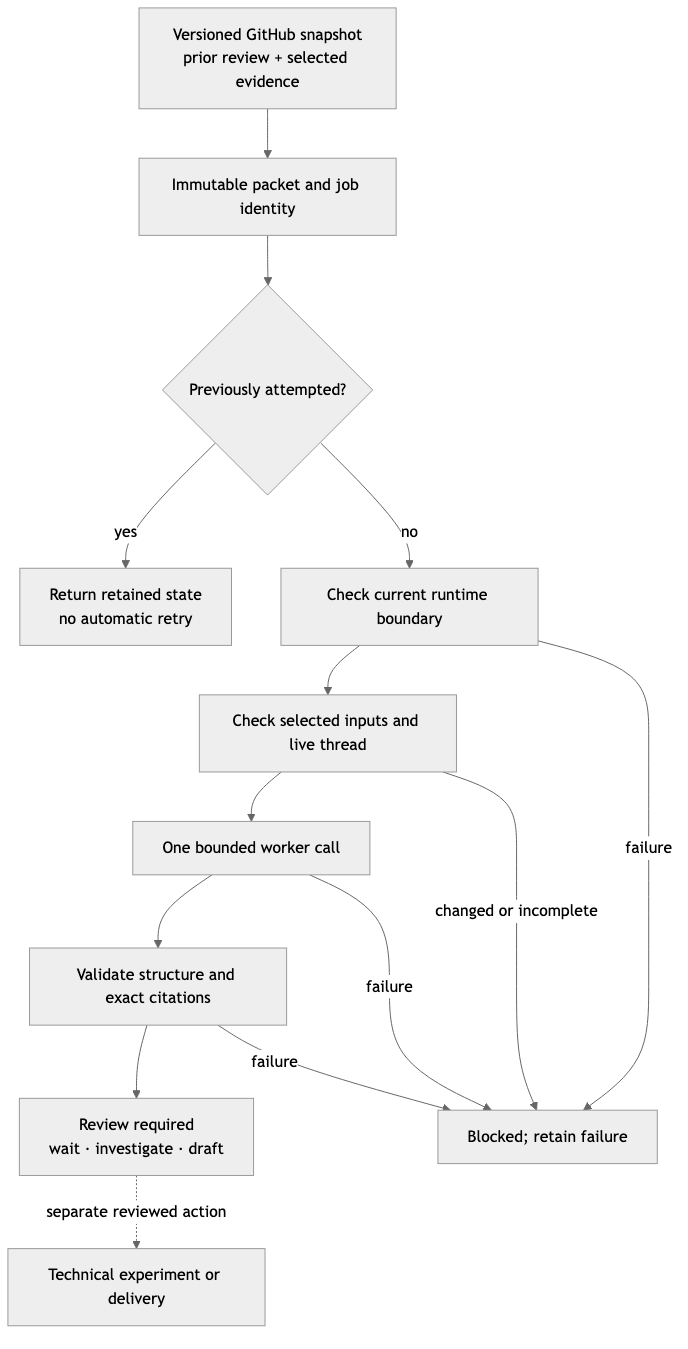 Versioned GitHub snapshot
prior review + selected
evidence
Immutable packet and job
identity
Previously attempted?
yes
no
Return retained state
no automatic retry
Check current runtime
boundary
Check selected inputs and
live thread
One bounded worker call
failure
changed or incomplete
Validate structure and
exact citations
failure
failure
Review required
wait · investigate · draft
Blocked; retain failure
separate reviewed action
Technical experiment or
delivery